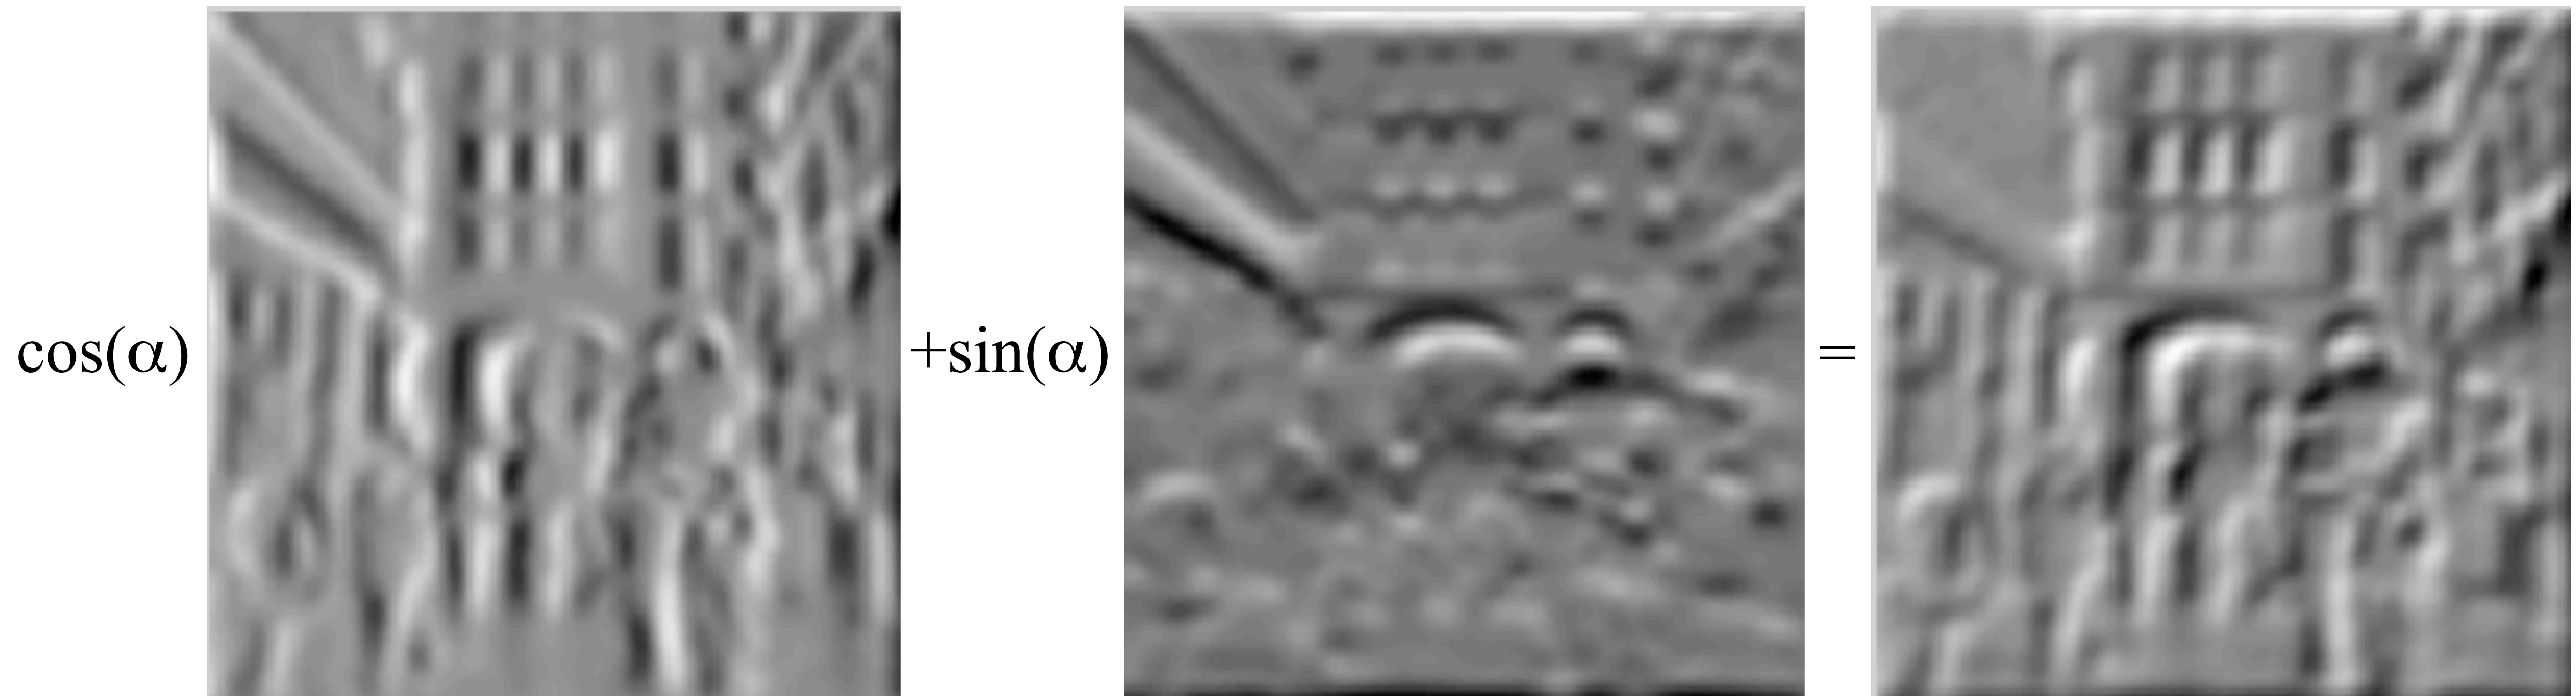 cos(α) +sin(α) =